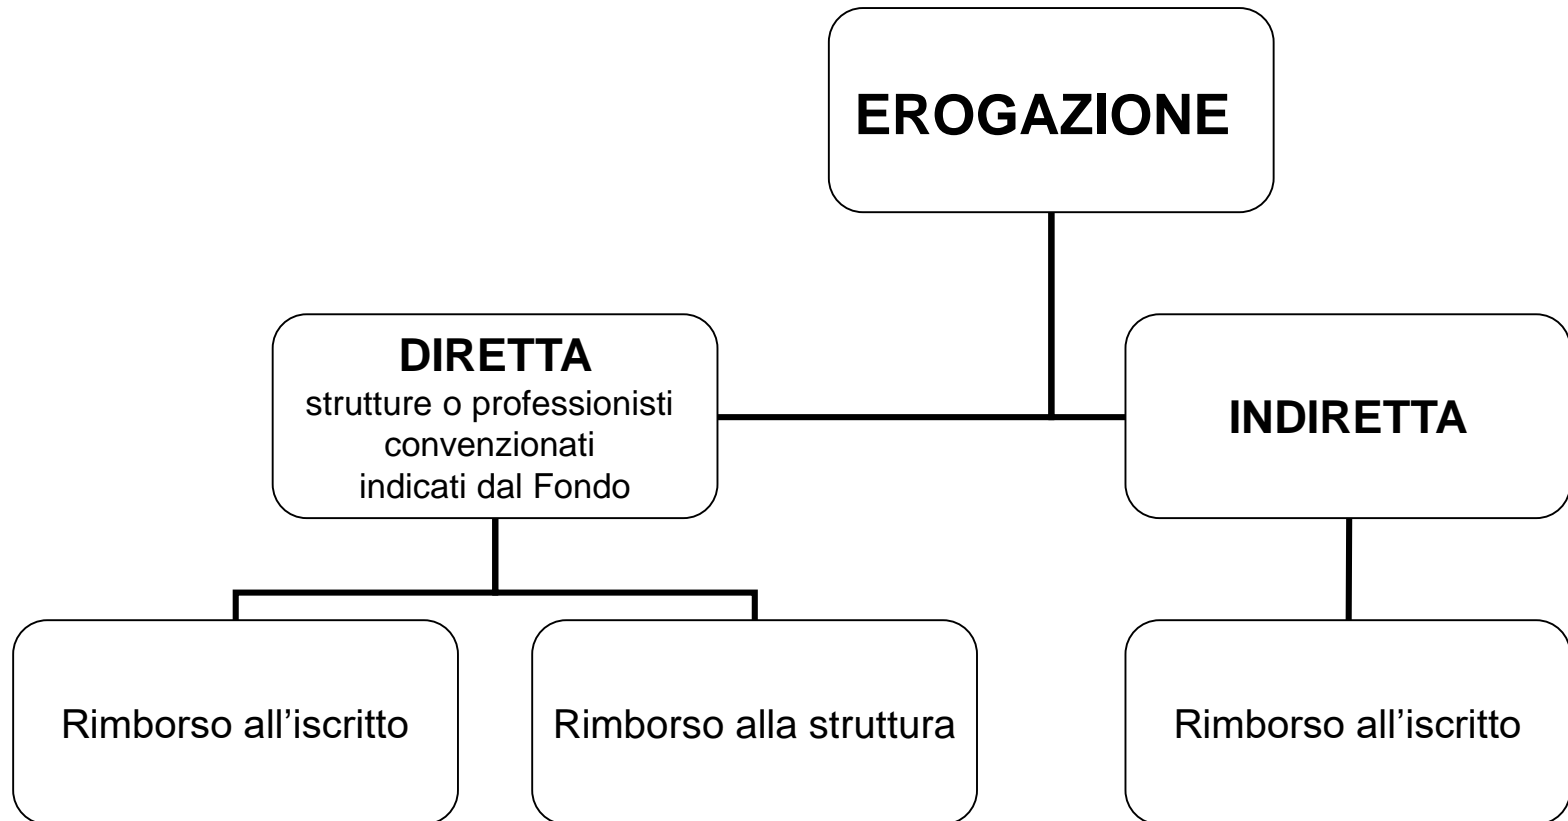 EROGAZIONE
DIRETTA
strutture o professionisti
convenzionati
indicati dal Fondo
INDIRETTA
Rimborso all’iscritto
Rimborso alla struttura
Rimborso all’iscritto